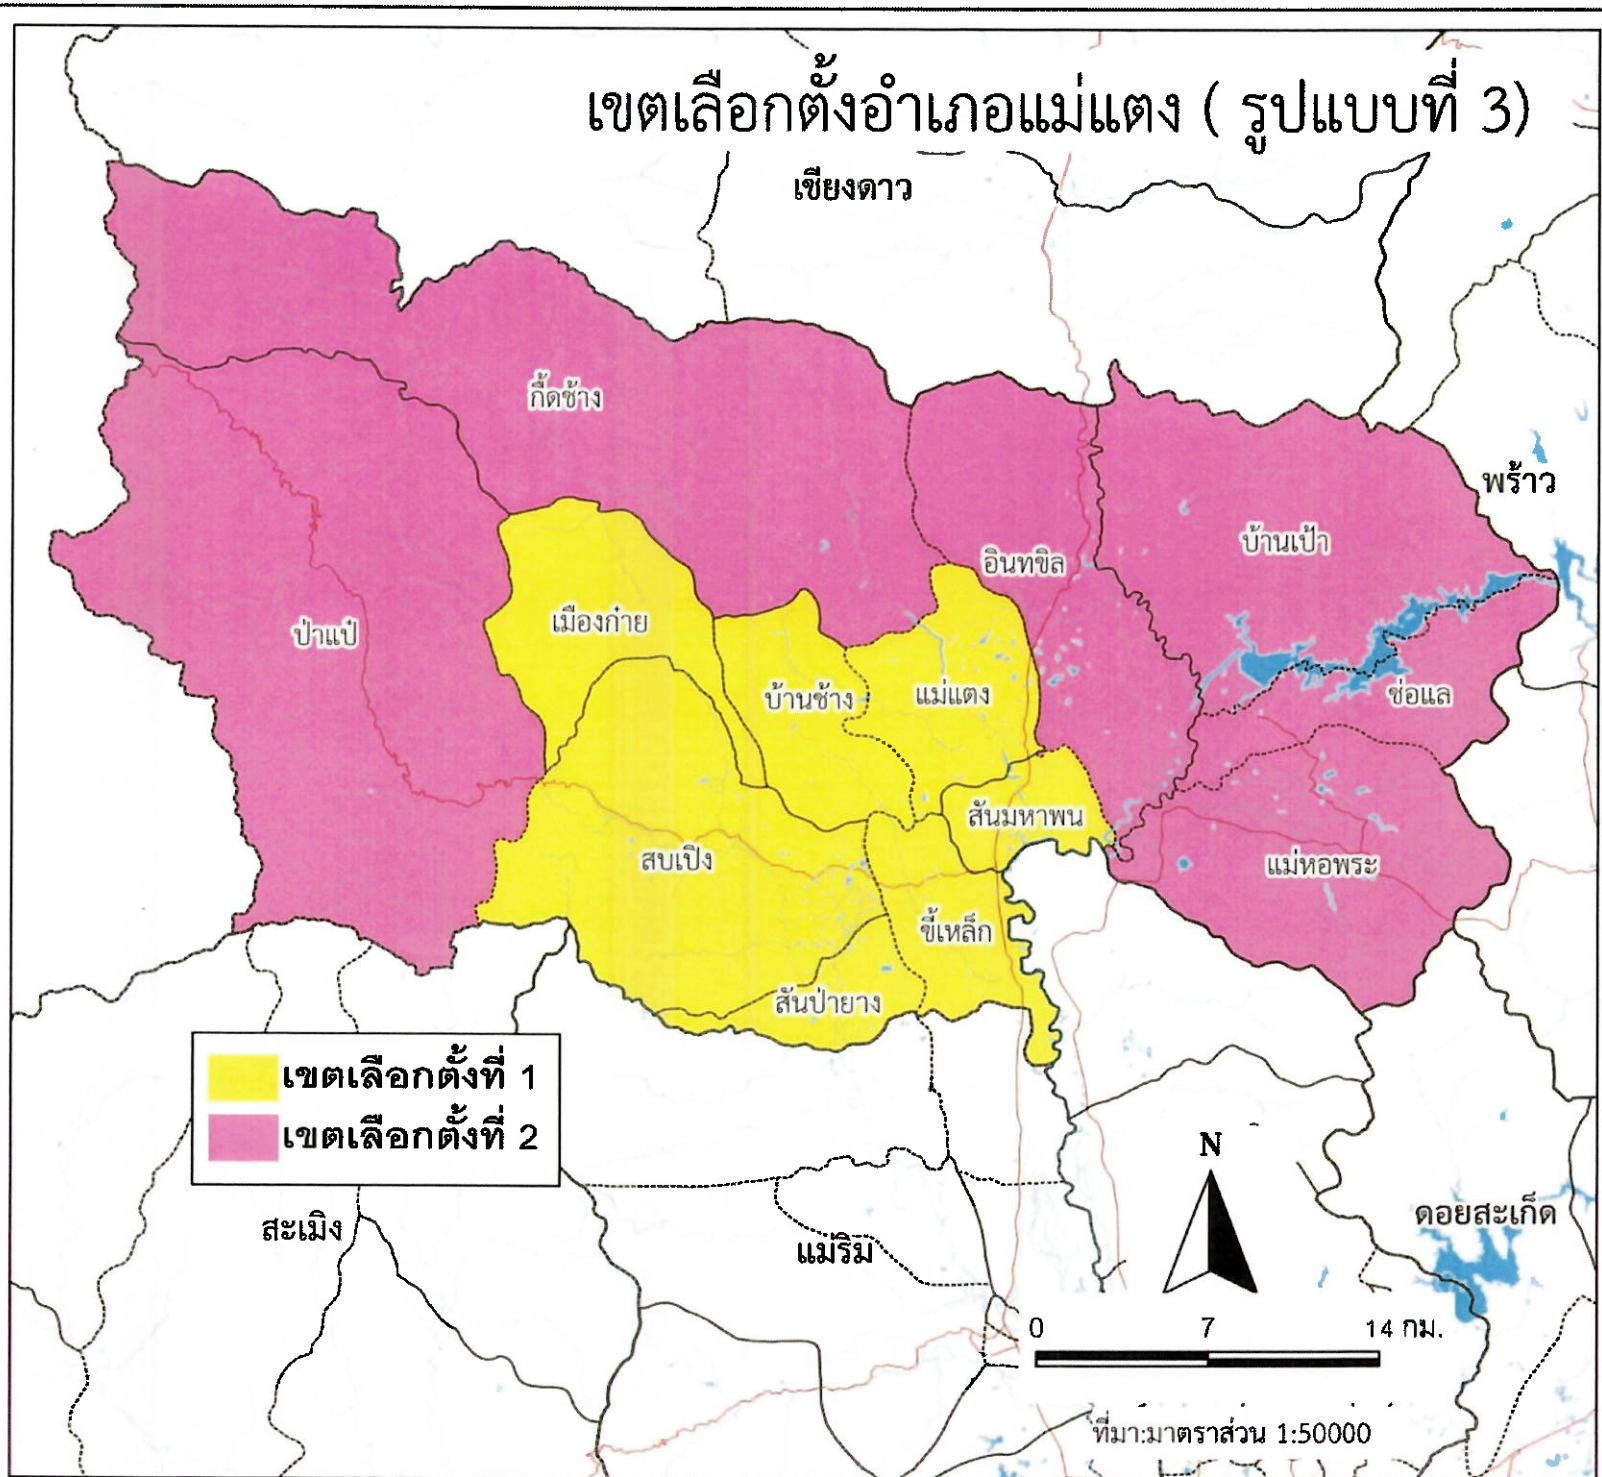 เขตเลือกตั้งอำเภอแม่แตง ( รูปแบบที่ 3)
เชียงดาว
กื้ดช้าง
พร้าว
บ้านเป้า
อินทขิล
เมืองก๋าย
ป่าแป๋
บ้านช้าง
แม่แตง
ช่อแล
สันมหาพน
สบเปิง
แม่หอพระ
ขี้เหล็ก
สันป่ายาง
เขตเลือกตั้งที่ 1
เขตเลือกตั้งที่ 2
N
สะเมิง
แม่ริม
ดอยสะเก็ด
0 7 14 กม.
ที่มา:มาตราส่วน 1:50000